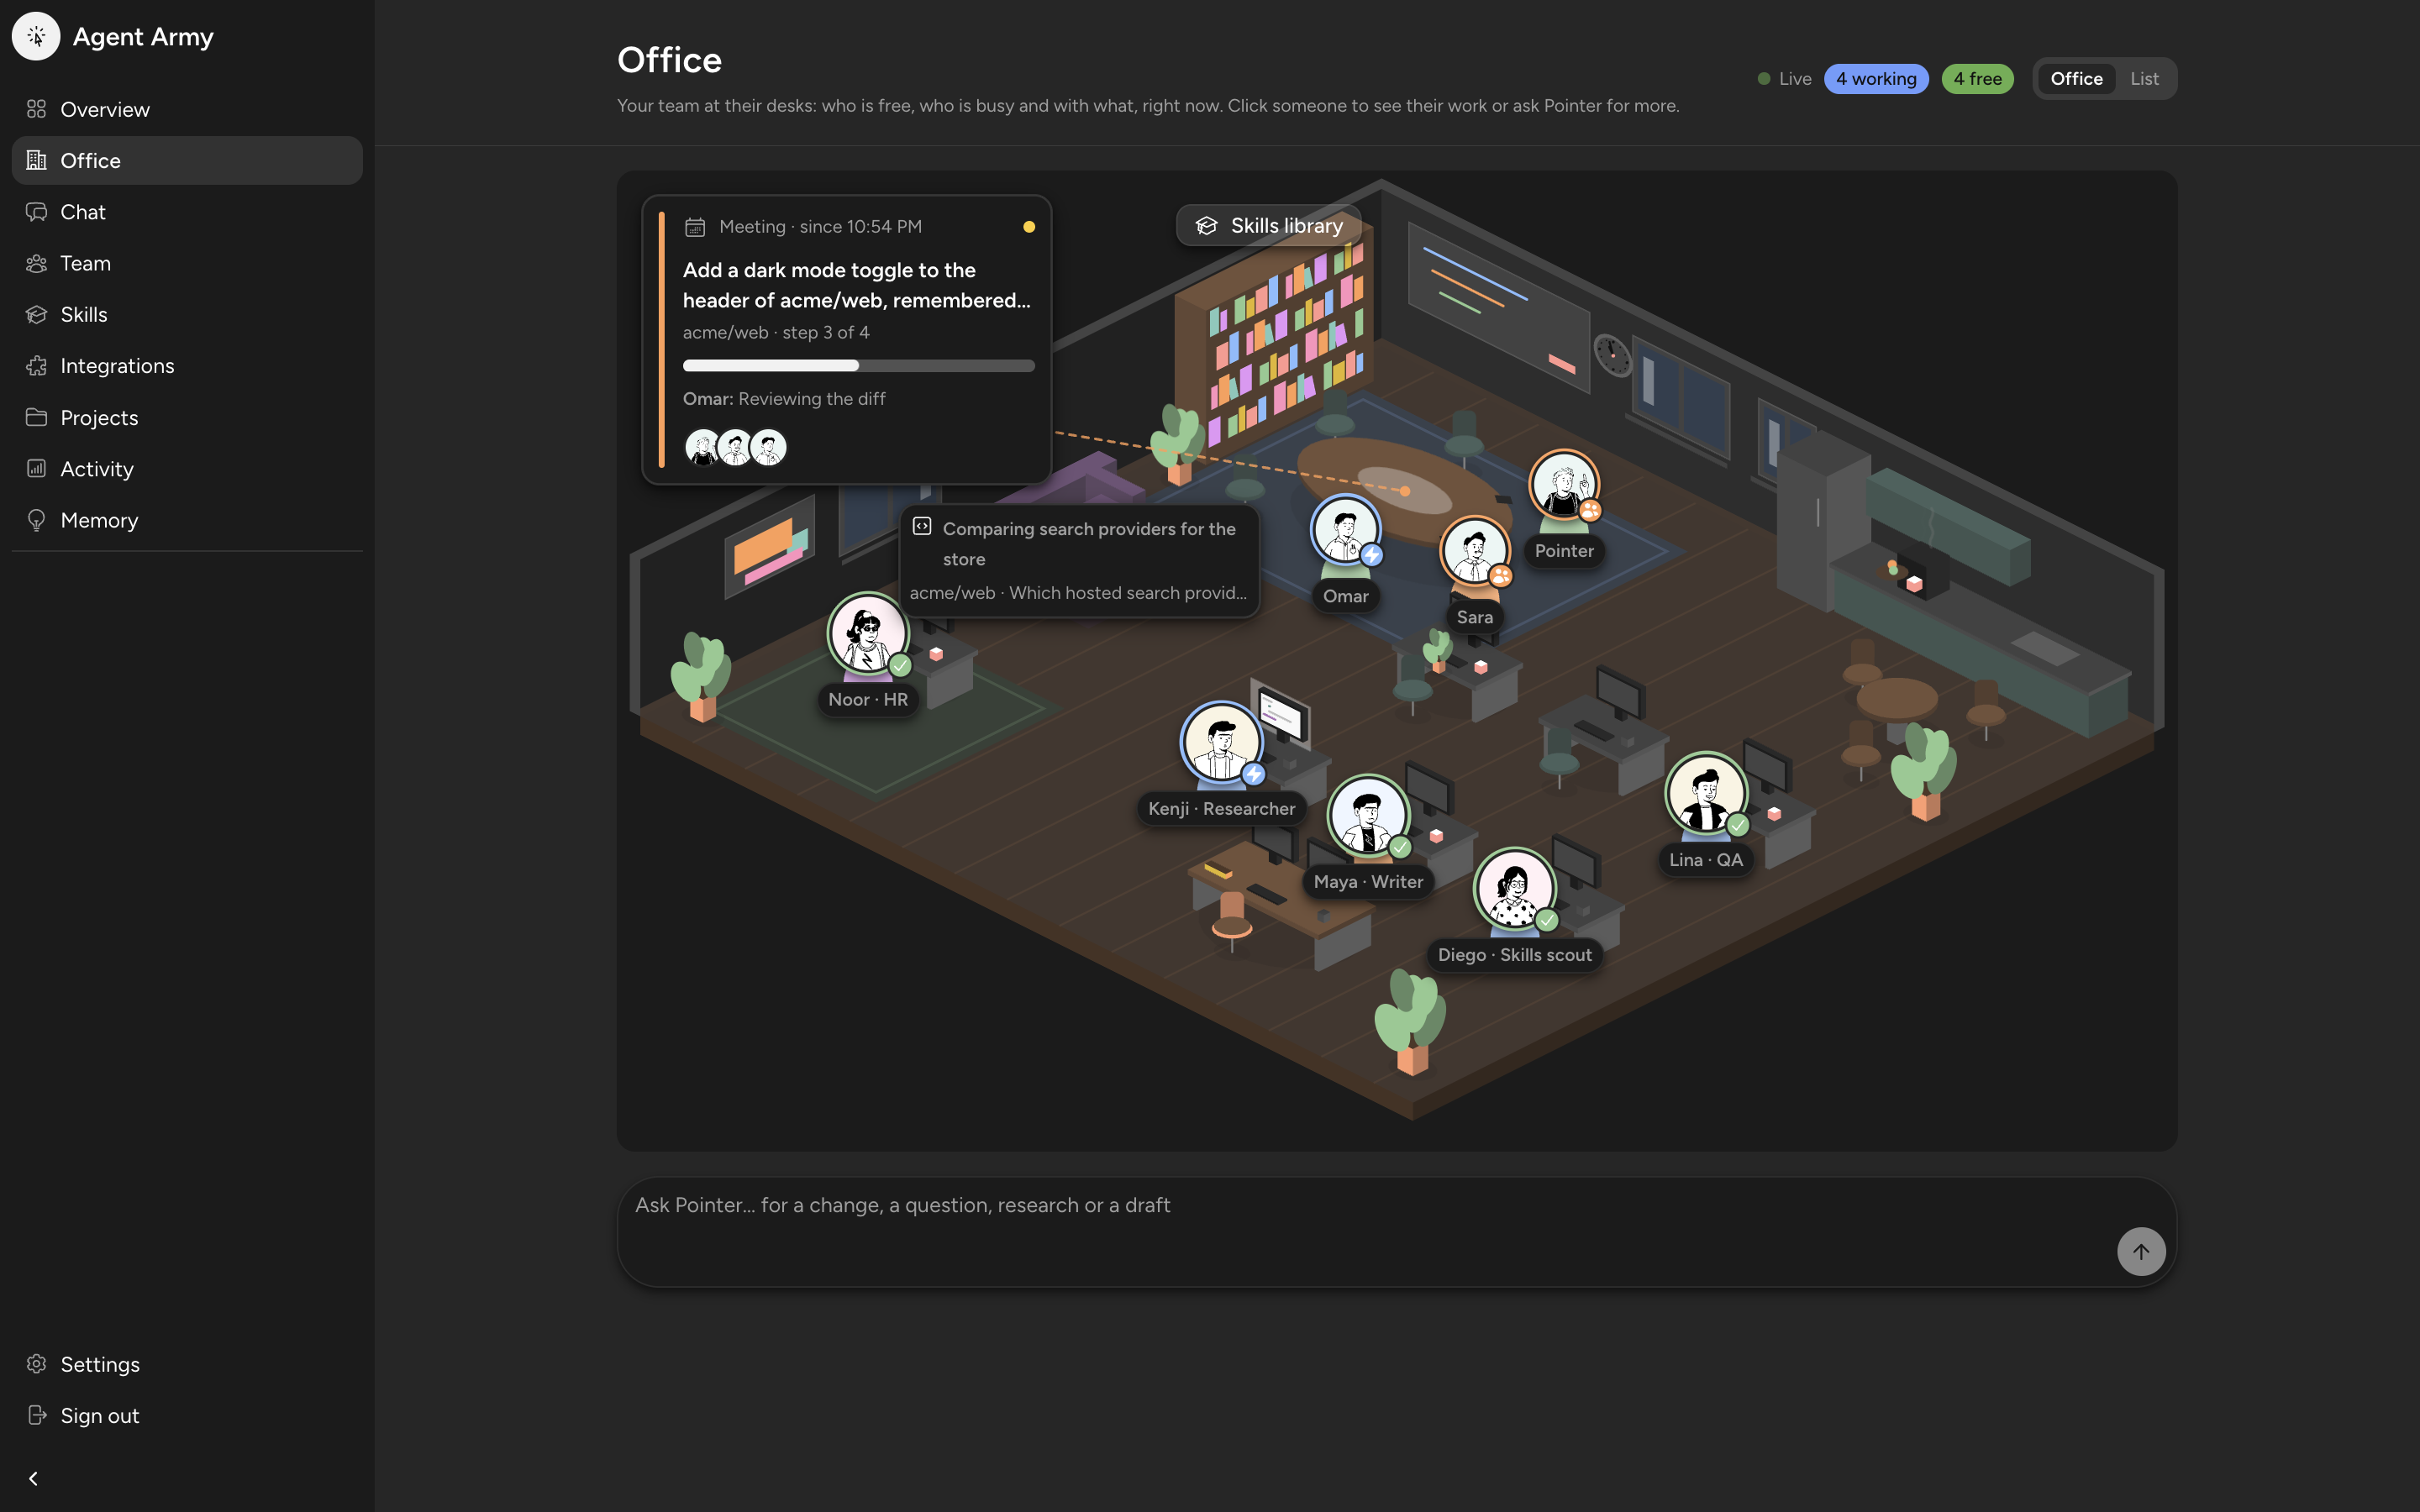 Agent Army
Overview
Office
Chat
Team
Skills
Integrations
Projects
Activity
Memory
Settings
Sign out
Office
Your team at their desks: who is free, who is busy and with what, right now. Click someone to see their work or ask Pointer for more.
Live
4 working
4 free
Office
List
Meeting · since 10:54 PM
Add a dark mode toggle to the
header of acme/web, remembered...
acme/web · step 3 of 4
Omar: Reviewing the diff
Skills library
Comparing search providers for the
store
acme/web · Which hosted search provid...
Pointer
Omar
Sara
Noor · HR
Kenji · Researcher
Maya · Writer
Lina · QA
Diego · Skills scout
Ask Pointer... for a change, a question, research or a draft